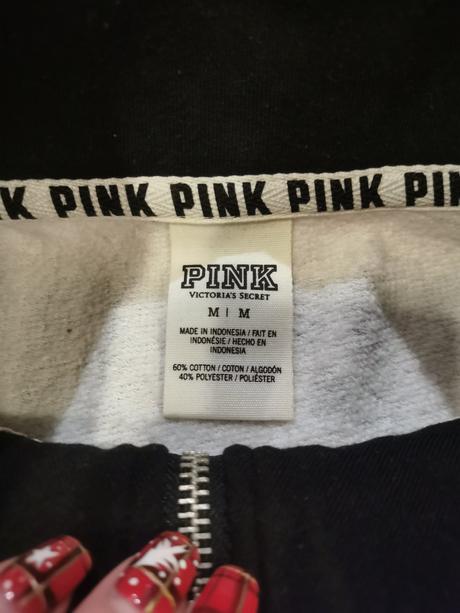 PINK PINK PINK
PINK
VICTORIA'S SECRET
M | M
MADE IN INDONESIA / FAIT EN
INDONÉSIE / HECHO EN
INDONESIA
60% COTTON / COTON / ALGODÓN
40% POLYESTER / POLIÉSTER